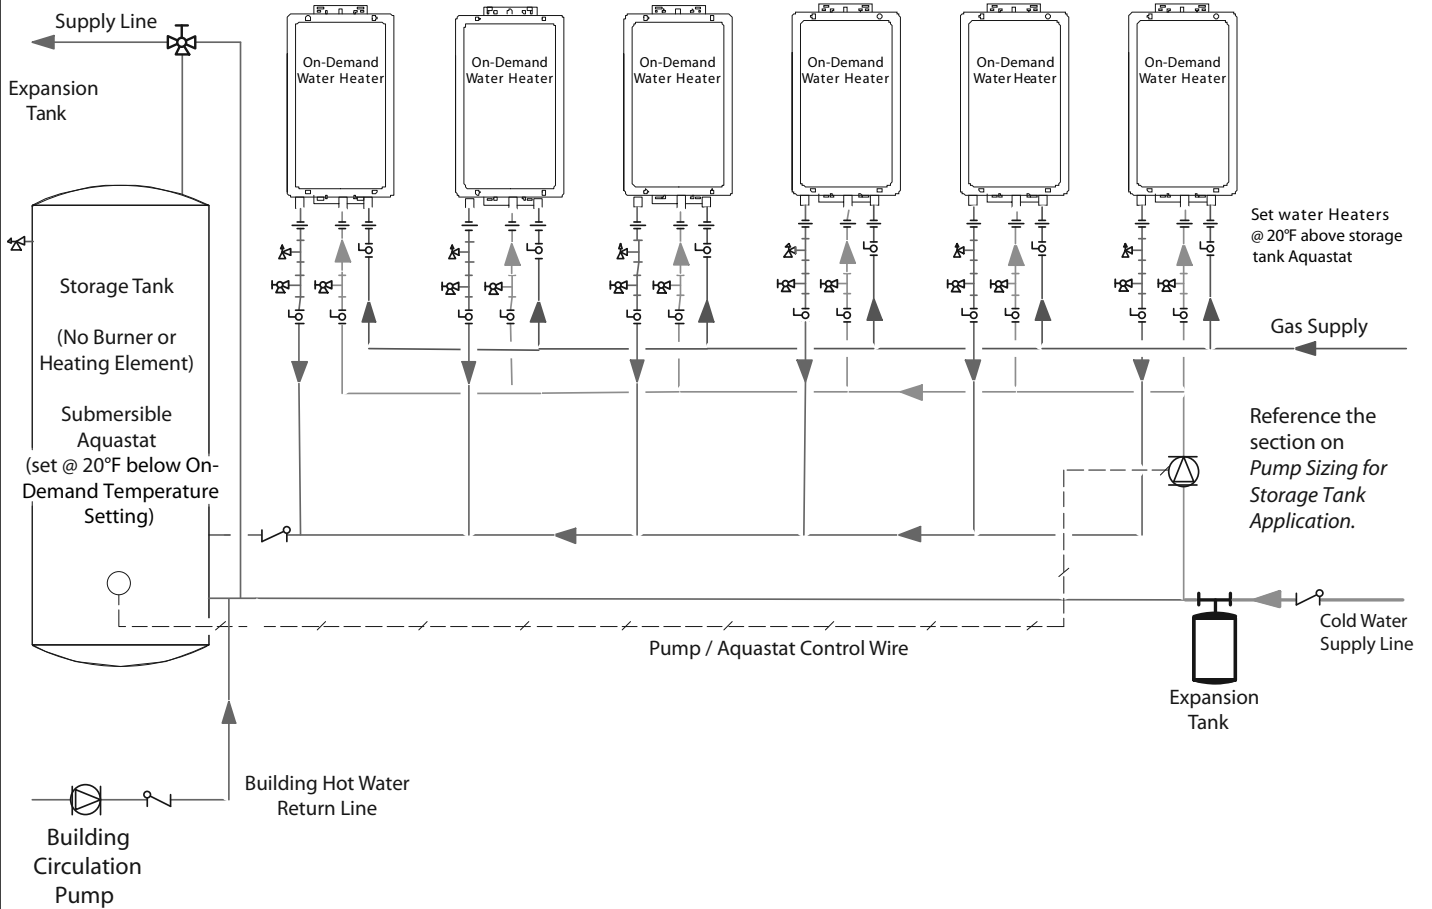 Supply Line
Expansion
Tank
On-Demand
Water Heater
On-Demand
Water Heater
On-Demand
Water Heater
On-Demand
Water Heater
On-Demand
Water Heater
On-Demand
Water Heater
Set water Heaters
@ 20°F above storage
tank Aquastat
Storage Tank
(No Burner or
Heating Element)
Submersible
Aquastat
(set @ 20°F below On-
Demand Temperature
Setting)
Gas Supply
Reference the
section on
Pump Sizing for
Storage Tank
Application.
Cold Water
Supply Line
Pump / Aquastat Control Wire
Expansion
Tank
Building Hot Water
Return Line
Building
Circulation
Pump